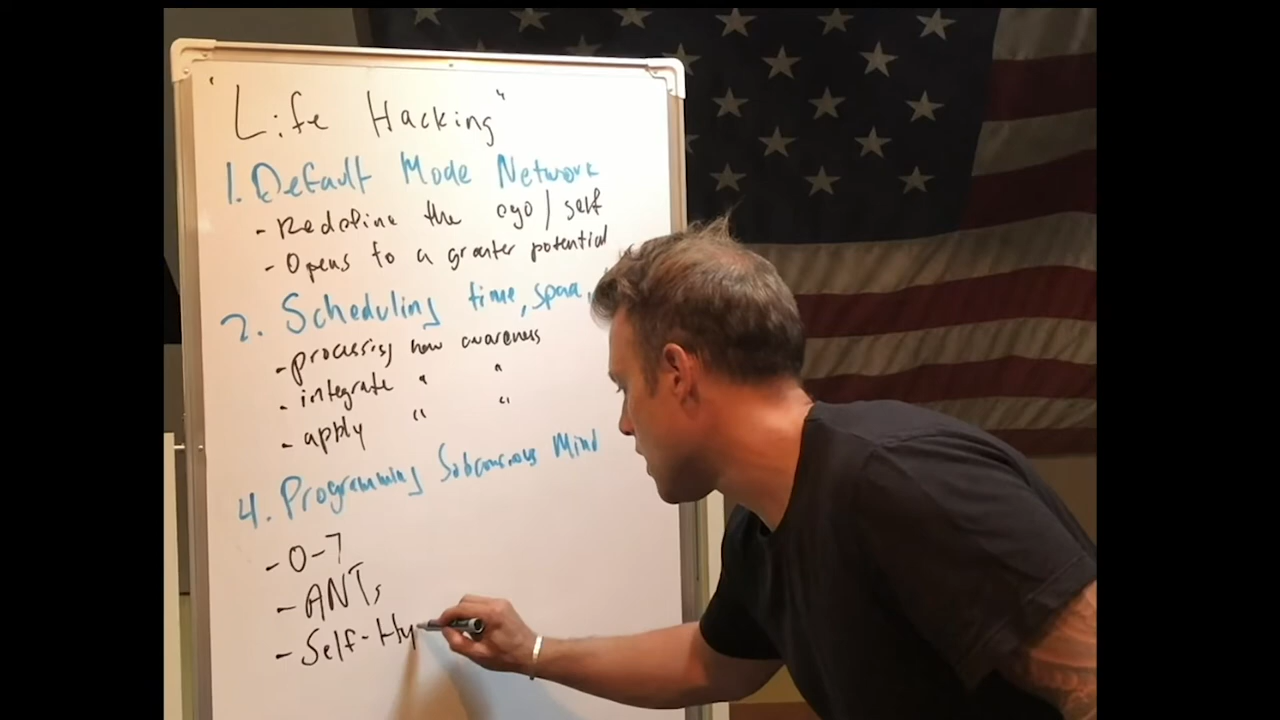 "Life Hacking"
1. Default Mode Network
- Redefine the ego/self
- Opens to a greater potential
2. Scheduling time, space,
- processing new awareness
- integrate " "
- apply " "
4. Programming Subconscious Mind
- 0-7
- ANTs
- Self-Hy